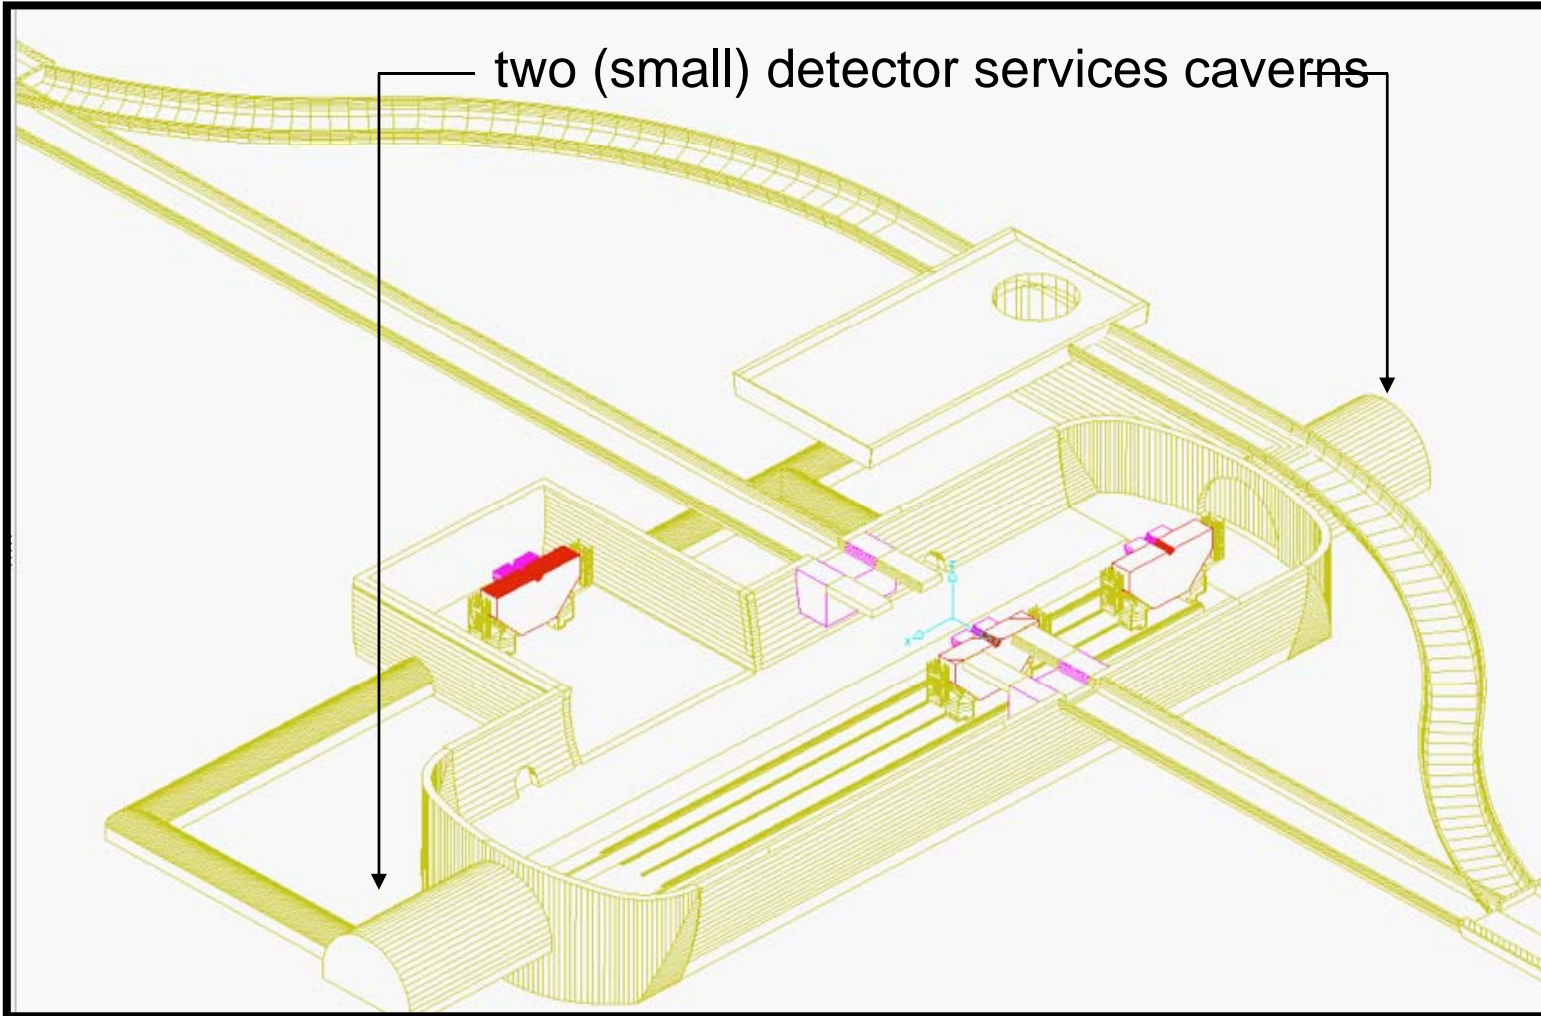 two (small) detector services caverns
z
x